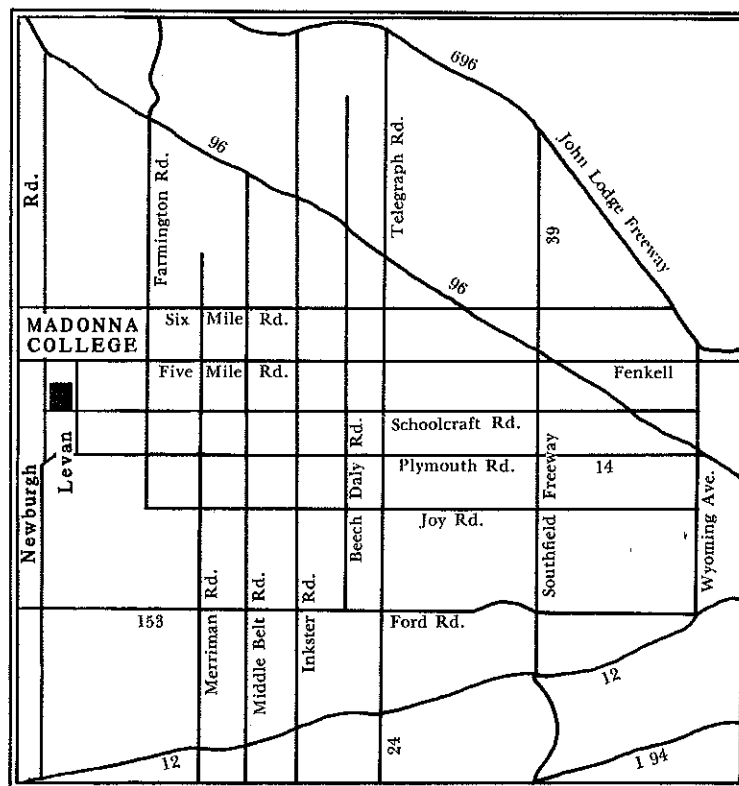 696
96
John Lodge Freeway
Rd.
Farmington Rd.
Telegraph Rd.
39
96
MADONNA
COLLEGE
Six Mile Rd.
Five Mile Rd.
Fenkell
Schoolcraft Rd.
Levan
Plymouth Rd.
14
Newburgh
Beech Daly Rd.
Southfield Freeway
Wyoming Ave.
Joy Rd.
153
Ford Rd.
Merriman Rd.
Middle Belt Rd.
Inkster Rd.
12
24
12
I 94